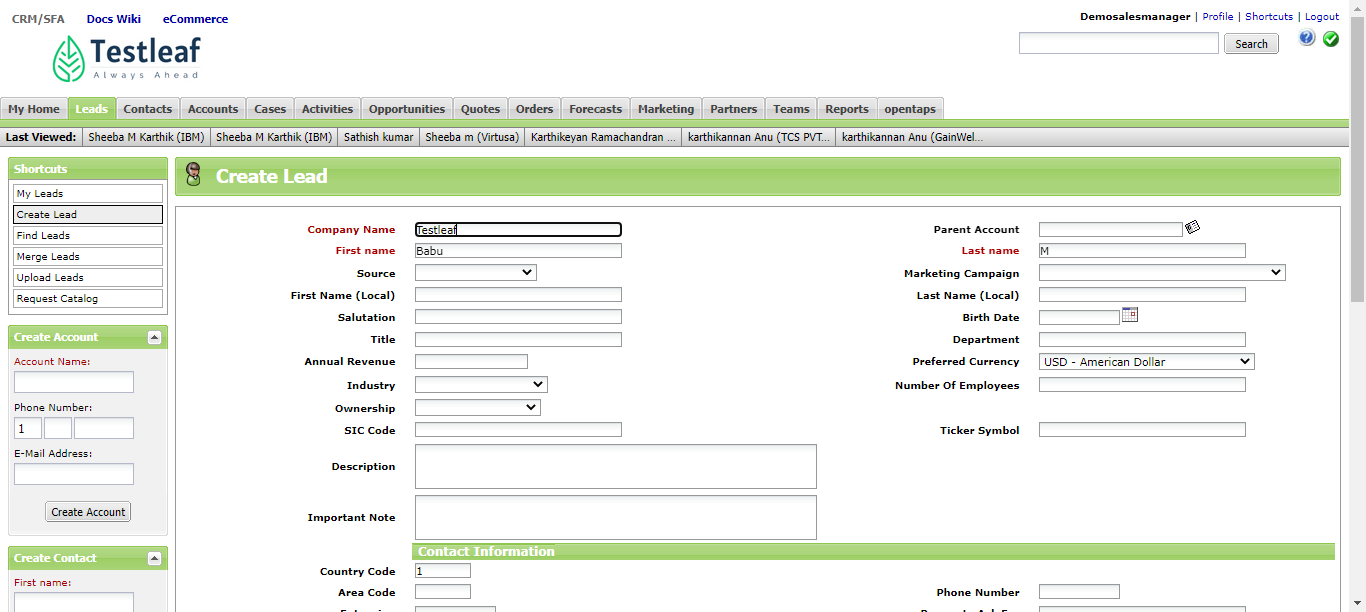 CRM/SFA Docs Wiki eCommerce
Demosalesmanager | Profile | Shortcuts | Logout
Testleaf
Always Ahead
Search
My Home Leads Contacts Accounts Cases Activities Opportunities Quotes Orders Forecasts Marketing Partners Teams Reports opentaps
Last Viewed: Sheeba M Karthik (IBM) Sheeba M Karthik (IBM) Sathish kumar Sheeba m (Virtusa) Karthikeyan Ramachandran ... karthikannan Anu (TCS PVT... karthikannan Anu (GainWel...
Shortcuts
My Leads
Create Lead
Find Leads
Merge Leads
Upload Leads
Request Catalog
Create Account
Account Name:
Phone Number:
1
E-Mail Address:
Create Account
Create Contact
First name:
Create Lead
Company Name Testleaf Parent Account
First name Babu Last name M
Source Marketing Campaign
First Name (Local) Last Name (Local)
Salutation Birth Date
Title Department
Annual Revenue Preferred Currency USD - American Dollar
Industry Number Of Employees
Ownership
SIC Code Ticker Symbol
Description
Important Note
Contact Information
Country Code 1
Area Code Phone Number